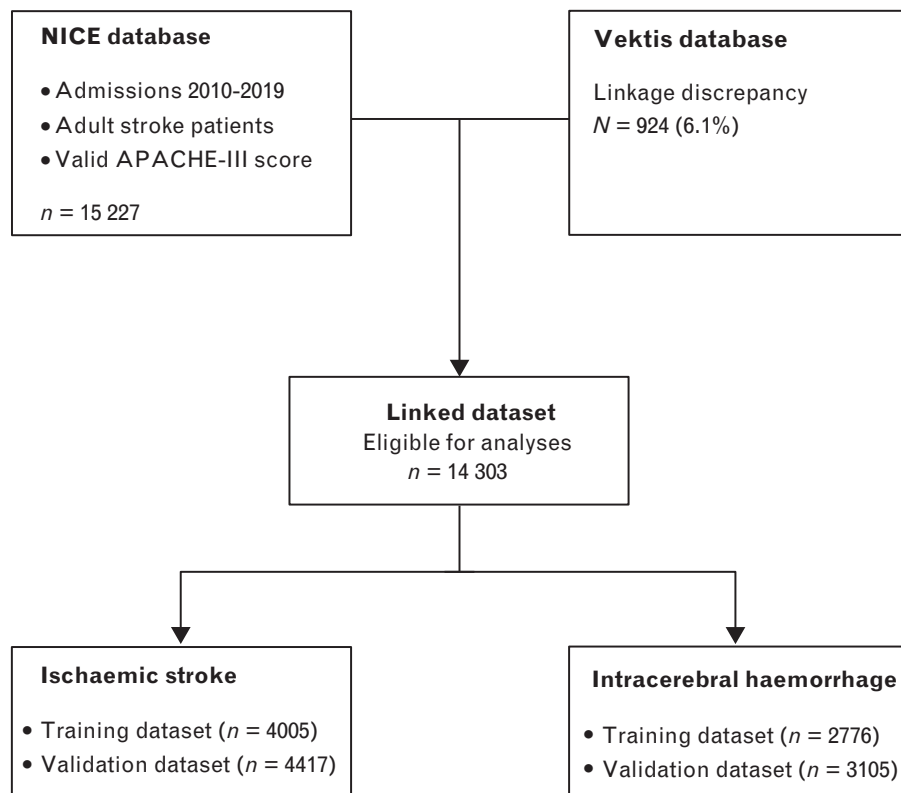 NICE database
• Admissions 2010-2019
• Adult stroke patients
• Valid APACHE-III score
n = 15 227
Vektis database
Linkage discrepancy
N = 924 (6.1%)
Linked dataset
Eligible for analyses
n = 14 303
Ischaemic stroke
• Training dataset (n = 4005)
• Validation dataset (n = 4417)
Intracerebral haemorrhage
• Training dataset (n = 2776)
• Validation dataset (n = 3105)